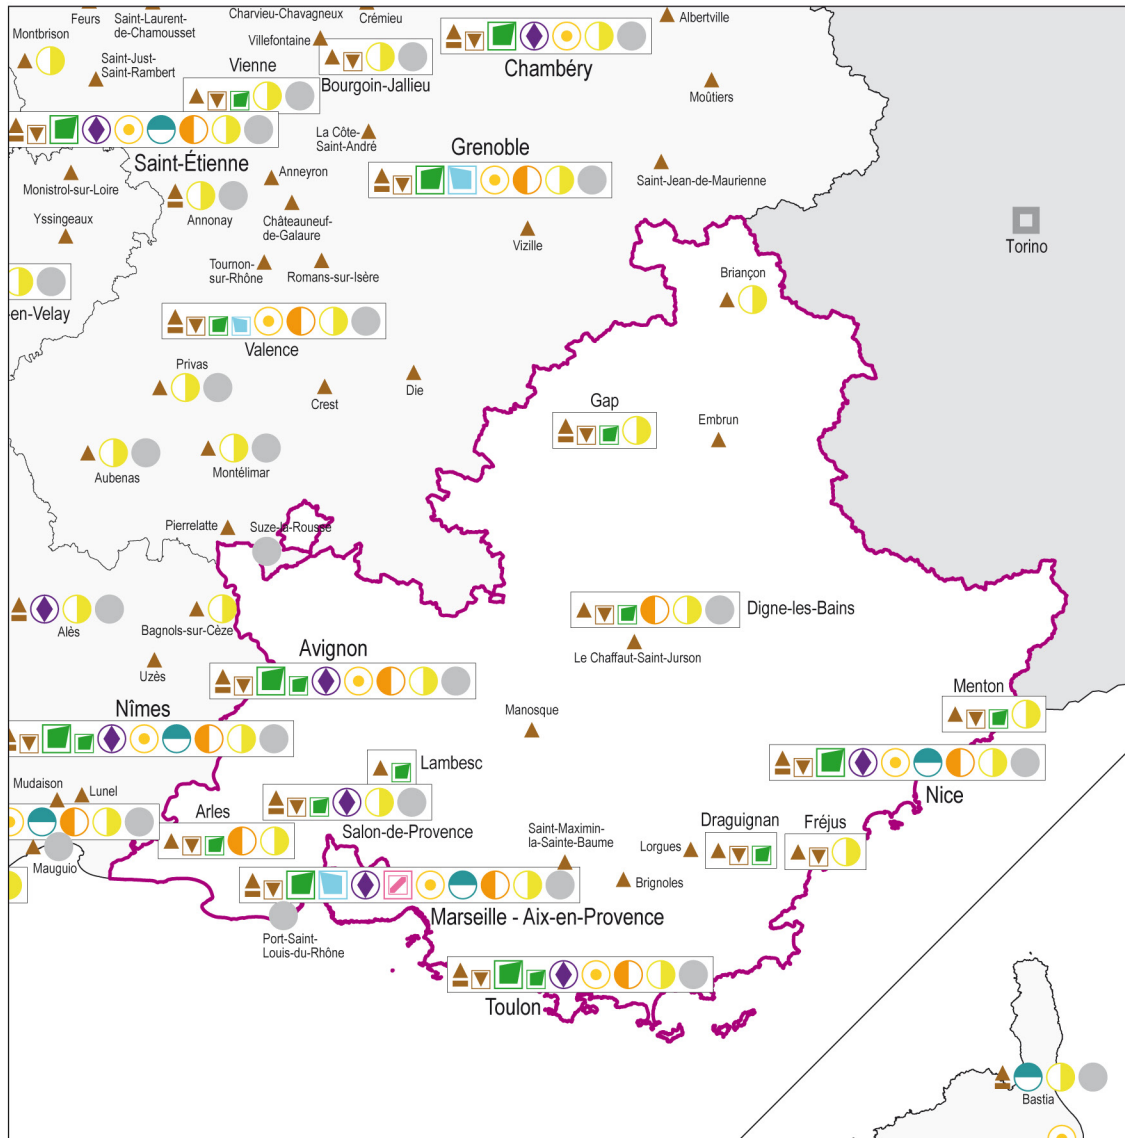 Feurs
Saint-Laurent-
de-Chamousset
Charvieu-Chavagneux
Crémieu
Albertville
Montbrison
Villefontaine
Saint-Just-
Saint-Rambert
Vienne
Bourgoin-Jallieu
Chambéry
Moûtiers
La Côte-
Saint-André
Grenoble
Saint-Étienne
Saint-Jean-de-Maurienne
Monistrol-sur-Loire
Anneyron
Annonay
Châteauneuf-
de-Galaure
Yssingeaux
Vizille
Torino
Tournon-
sur-Rhône
Romans-sur-Isère
Briançon
-en-Velay
Valence
Privas
Crest
Die
Gap
Embrun
Aubenas
Montélimar
Pierrelatte
Suze-la-Rousse
Digne-les-Bains
Alès
Bagnols-sur-Cèze
Le Chaffaut-Saint-Jurson
Avignon
Uzès
Menton
Nîmes
Manosque
Lambesc
Nice
Mudaison
Lunel
Arles
Salon-de-Provence
Saint-Maximin-
la-Sainte-Baume
Draguignan
Fréjus
Lorgues
Mauguio
Brignoles
Marseille - Aix-en-Provence
Port-Saint-
Louis-du-Rhône
Toulon
Bastia